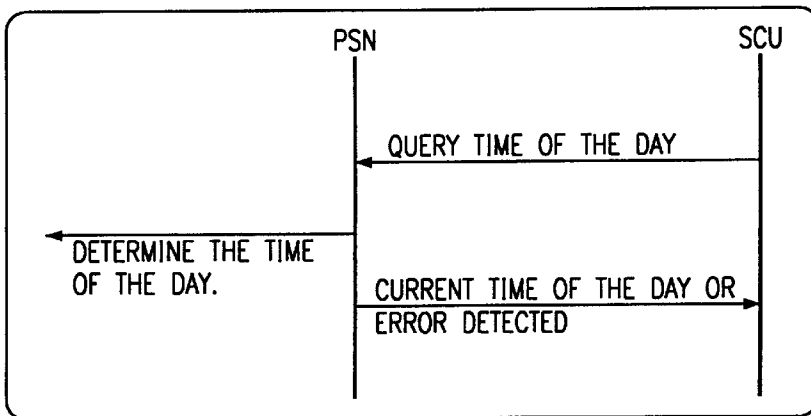 PSN
SCU
QUERY TIME OF THE DAY
DETERMINE THE TIME
OF THE DAY.
CURRENT TIME OF THE DAY OR
ERROR DETECTED